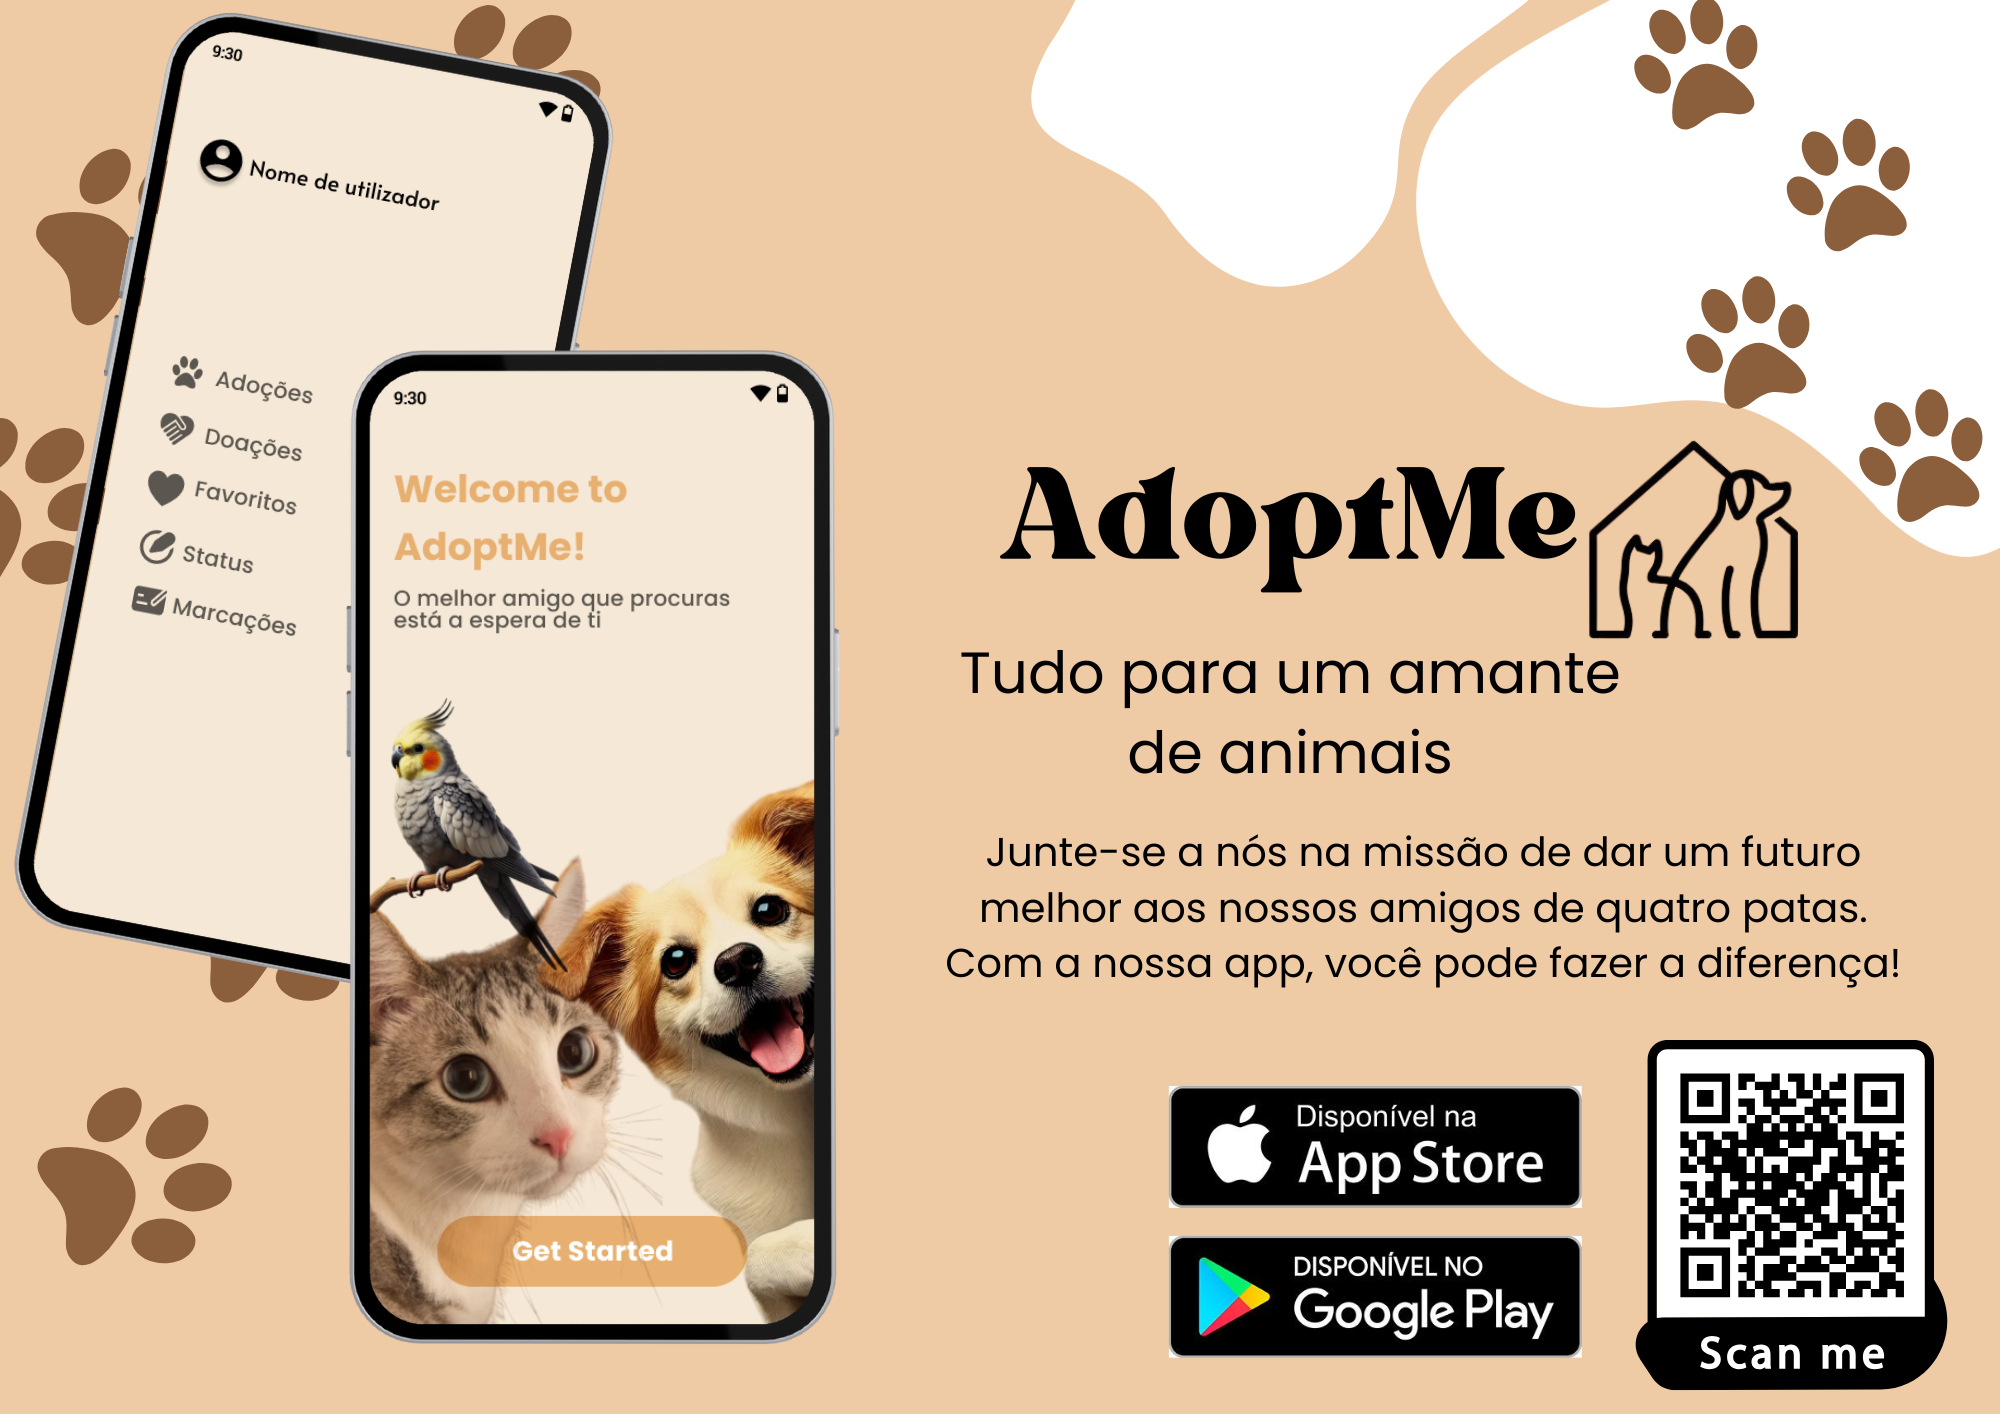 9:30
Nome de utilizador
Adoções
Doações
Favoritos
Status
Marcações
9:30
Welcome to
AdoptMe!
O melhor amigo que procuras
está a espera de ti
Get Started
AdoptMe
Tudo para um amante
de animais
Junte-se a nós na missão de dar um futuro
melhor aos nossos amigos de quatro patas.
Com a nossa app, você pode fazer a diferença!
Disponível na
App Store
DISPONÍVEL NO
Google Play
Scan me